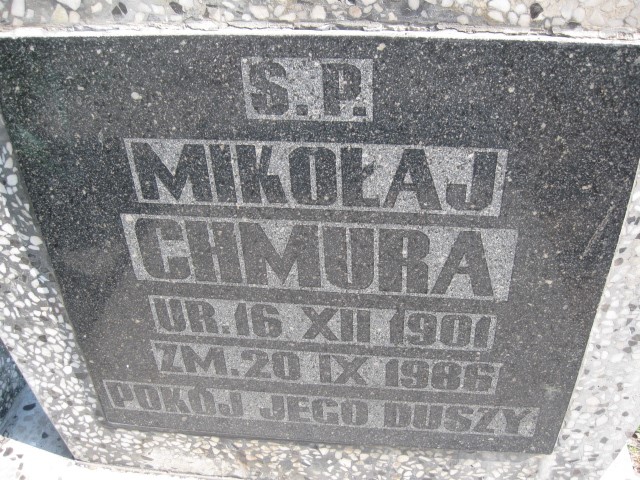 S.P.
MIKOŁAJ
CHMURA
UR. 16 XII 1901
ZM. 20 IX 1986
POKÓJ JEGO DUSZY